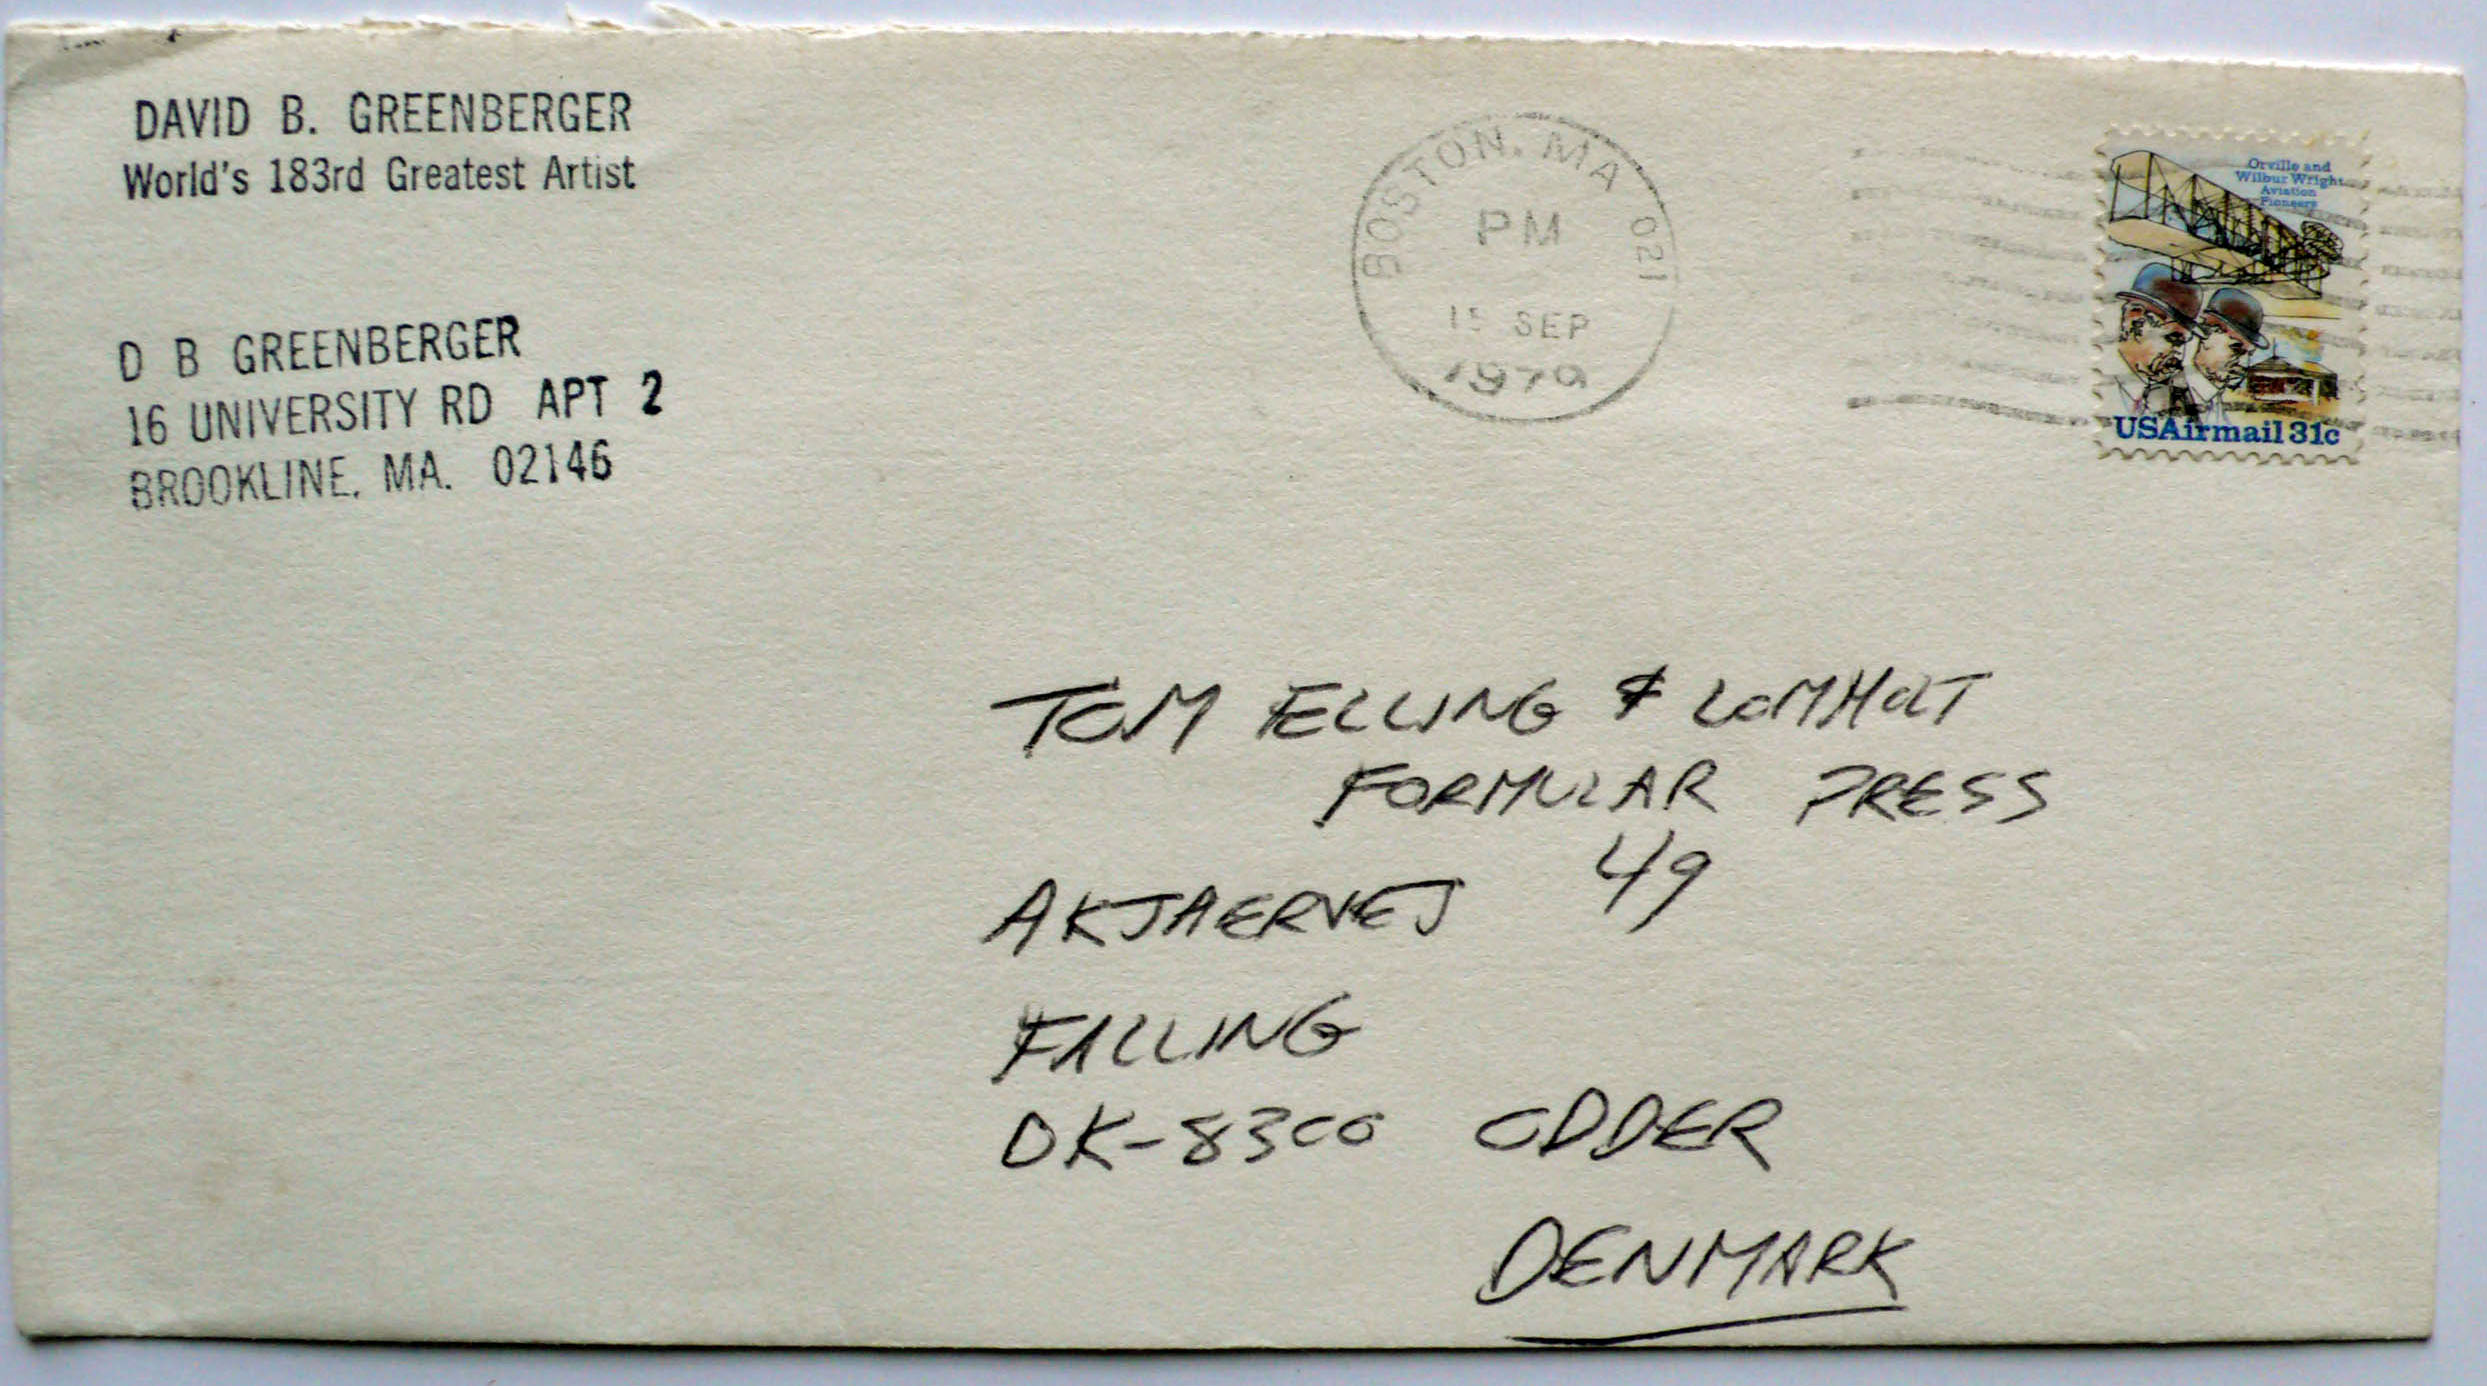 DAVID B. GREENBERGER
World's 183rd Greatest Artist
D B GREENBERGER
16 UNIVERSITY RD APT 2
BROOKLINE, MA. 02146
BOSTON, MA 021
PM
SEP
1979
Orville and
Wilbur Wright
Aviation
Pioneers
USAirmail 31c
TOM ELLING & LOMHOLT
FORMULAR PRESS
AKJAERVEJ 49
FALLING
DK-8300 ODDER
DENMARK